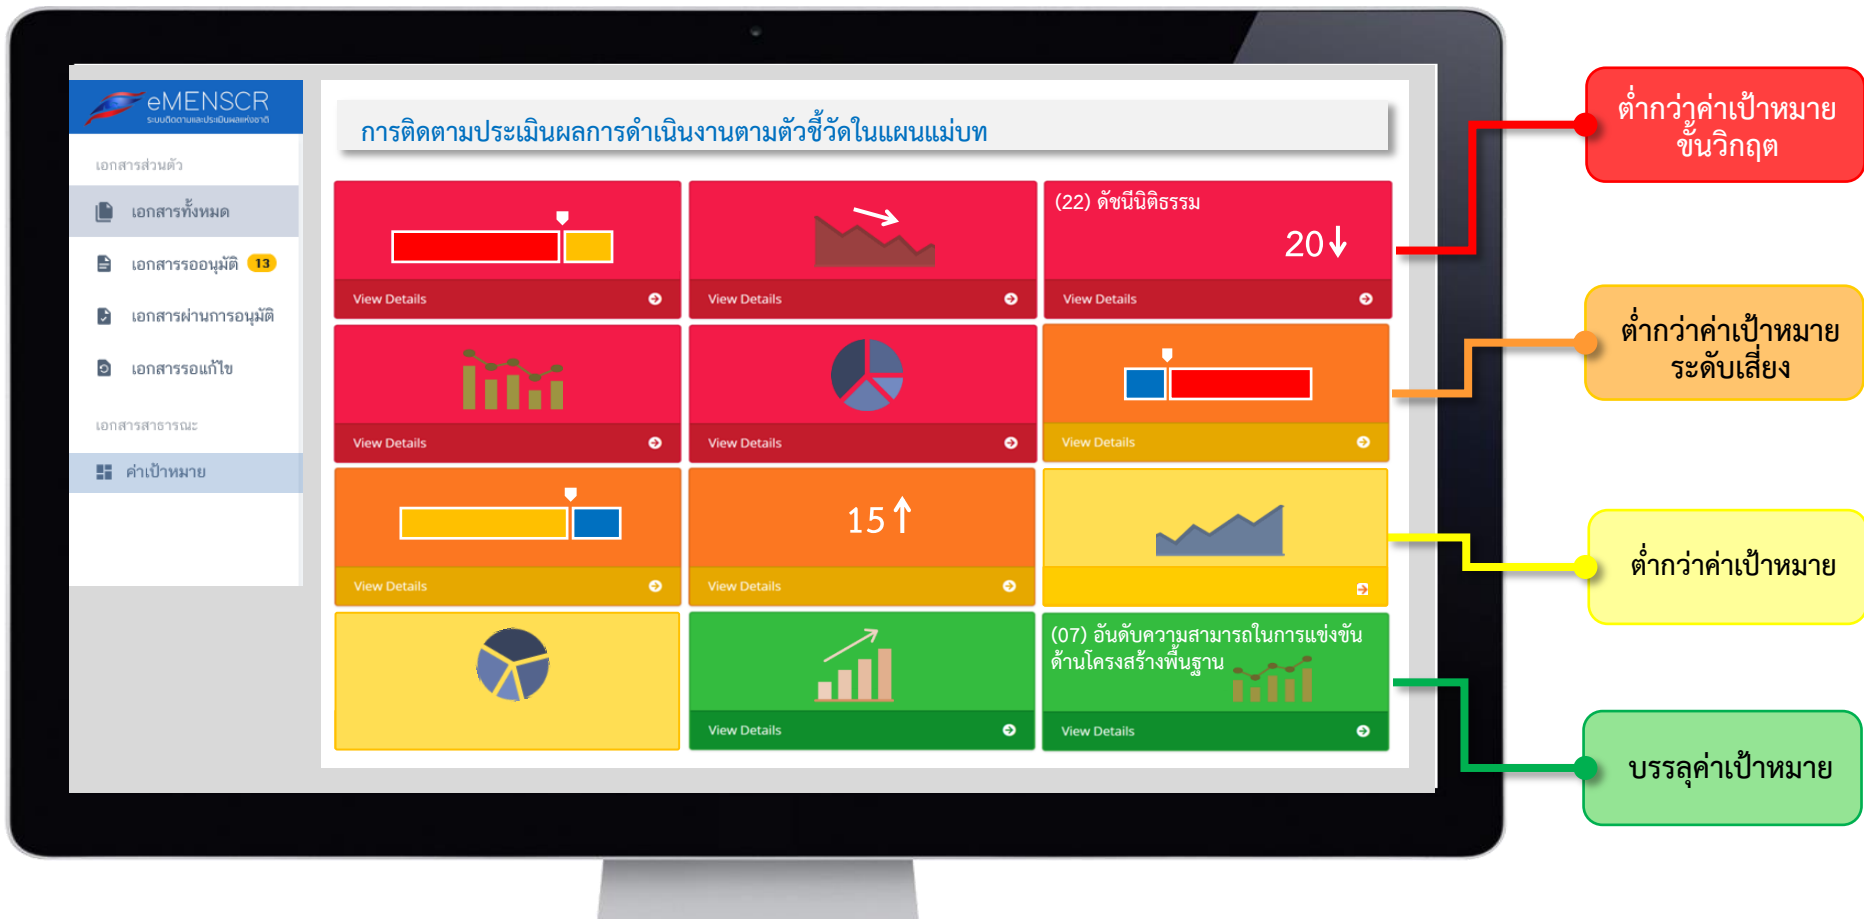 eMENSCR
ระบบติดตามและประเมินผลแห่งชาติ
เอกสารส่วนตัว
เอกสารทั้งหมด
เอกสารรออนุมัติ 13
เอกสารผ่านการอนุมัติ
เอกสารรอแก้ไข
เอกสารสาธารณะ
ค่าเป้าหมาย
การติดตามประเมินผลการดำเนินงานตามตัวชี้วัดในแผนแม่บท
View Details
View Details
(22) ดัชนีนิติธรรม
20↓
View Details
View Details
View Details
View Details
View Details
15↑
View Details
View Details
(07) อันดับความสามารถในการแข่งขัน
ด้านโครงสร้างพื้นฐาน
View Details
ต่ำกว่าค่าเป้าหมาย
ขั้นวิกฤต
ต่ำกว่าค่าเป้าหมาย
ระดับเสี่ยง
ต่ำกว่าค่าเป้าหมาย
บรรลุค่าเป้าหมาย